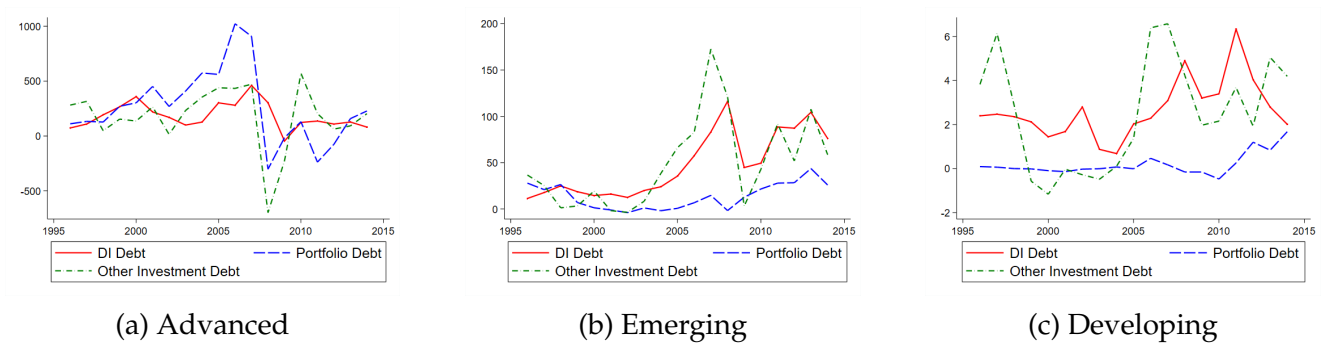 1000
500
0
-500
1995 2000 2005 2010 2015
DI Debt Portfolio Debt
Other Investment Debt
(a) Advanced
200
150
100
50
0
1995 2000 2005 2010 2015
DI Debt Portfolio Debt
Other Investment Debt
(b) Emerging
6
4
2
0
-2
1995 2000 2005 2010 2015
DI Debt Portfolio Debt
Other Investment Debt
(c) Developing